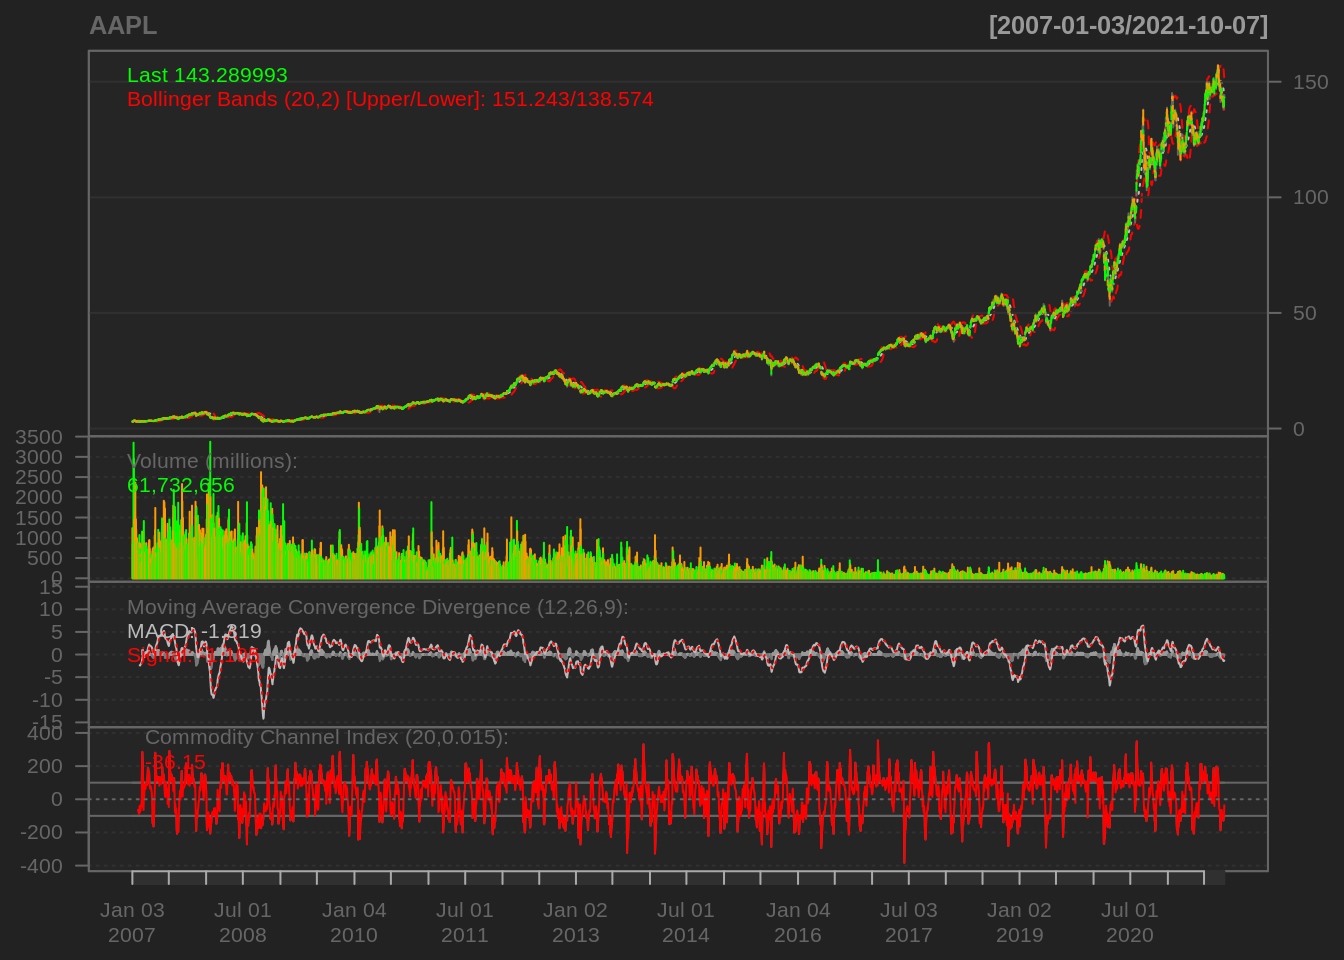 AAPL
[2007-01-03/2021-10-07]
Last 143.289993
Bollinger Bands (20,2) [Upper/Lower]: 151.243/138.574
150
100
50
0
3500
3000
2500
2000
1500
1000
500
0
Volume (millions):
61,732,656
15
10
5
0
-5
-10
-15
Moving Average Convergence Divergence (12,26,9):
MACD: -1.319
Signal:
400
200
0
-200
-400
Commodity Channel Index (20,0.015):
-86.15
Jan 03 Jul 01 Jan 04 Jul 01 Jan 02 Jul 01 Jan 04 Jul 03 Jan 02 Jul 01
2007 2008 2010 2011 2013 2014 2016 2017 2019 2020